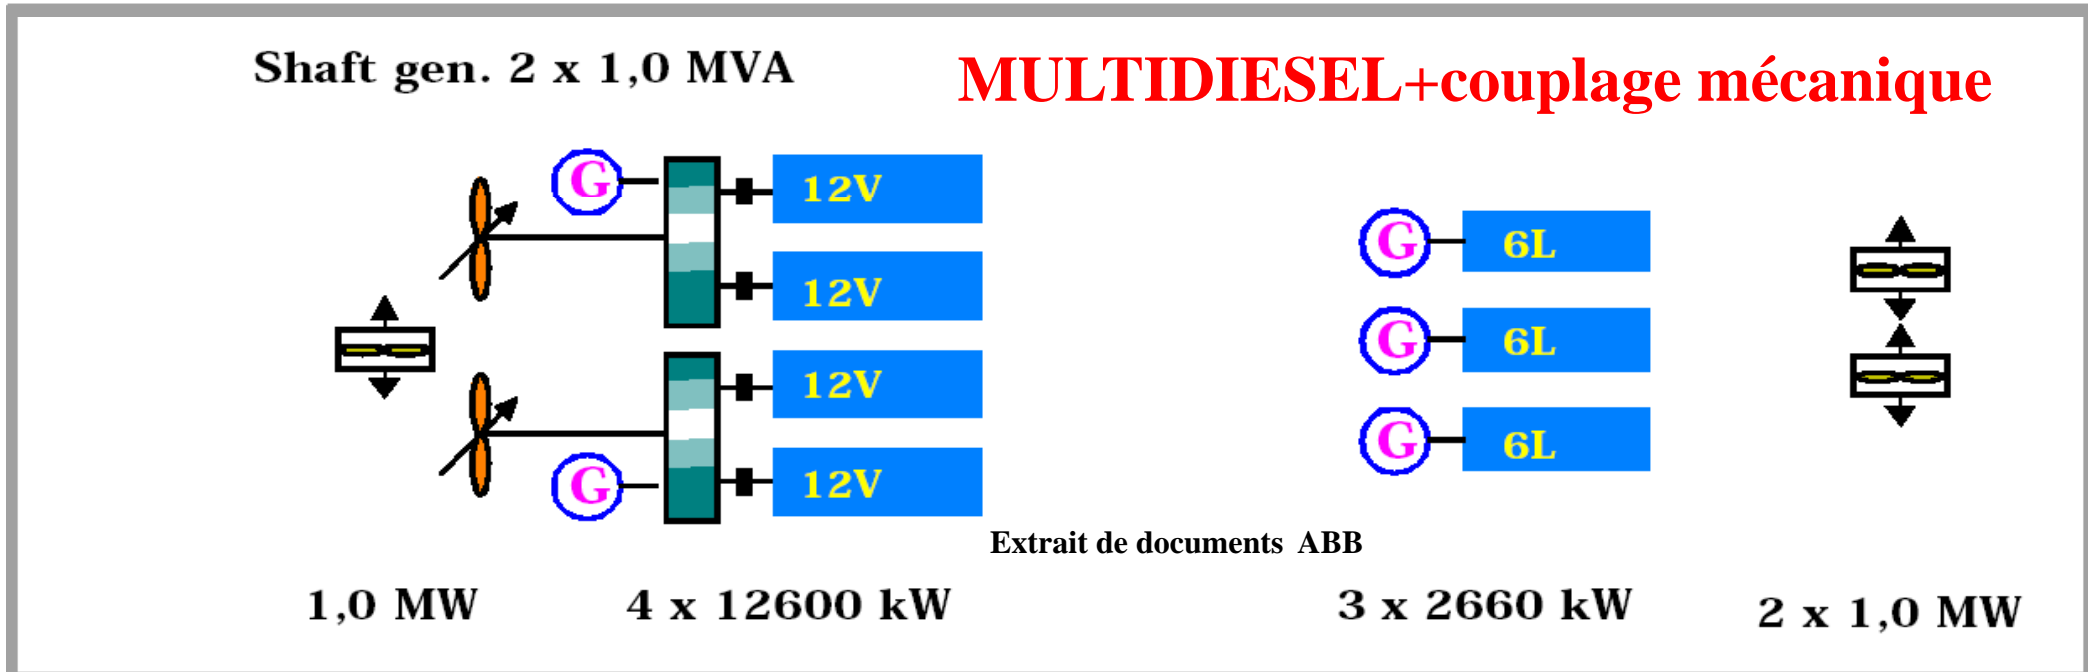 Shaft gen. 2 x 1,0 MVA
MULTIDIESEL+couplage mécanique
G
12V
12V
G
12V
12V
G
6L
G
6L
G
6L
Extrait de documents ABB
1,0 MW
4 x 12600 kW
3 x 2660 kW
2 x 1,0 MW